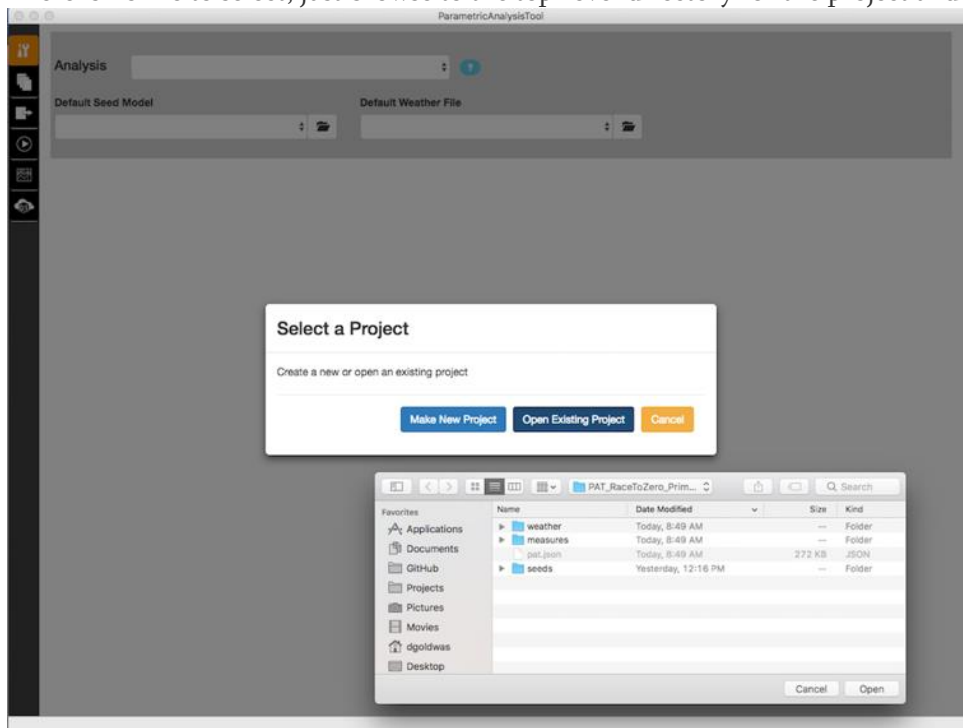 ParametricAnalysisTool
Analysis
?
Default Seed Model
Default Weather File
Select a Project
Create a new or open an existing project
Make New Project Open Existing Project Cancel
PAT_RaceToZero_Prim... Search
Favorites Name Date Modified Size Kind
Applications weather Today, 8:49 AM -- Folder
Documents measures Today, 8:49 AM -- Folder
pat.json Today, 8:49 AM 272 KB JSON
GitHub seeds Yesterday, 12:16 PM -- Folder
Projects
Pictures
Movies
dgoldwas
Desktop
Cancel Open